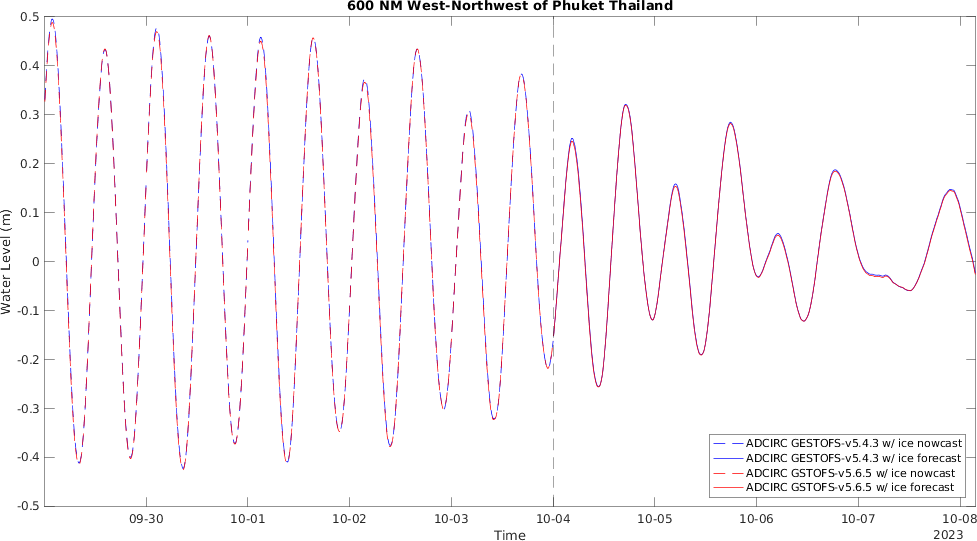 600 NM West-Northwest of Phuket Thailand
0.5
0.4
0.3
0.2
0.1
0
-0.1
-0.2
-0.3
-0.4
-0.5
Water Level (m)
ADCIRC GESTOFS-v5.4.3 w/ ice nowcast
ADCIRC GESTOFS-v5.4.3 w/ ice forecast
ADCIRC GSTOFS-v5.6.5 w/ ice nowcast
ADCIRC GSTOFS-v5.6.5 w/ ice forecast
09-30 10-01 10-02 10-03 10-04 10-05 10-06 10-07 10-08
Time
2023